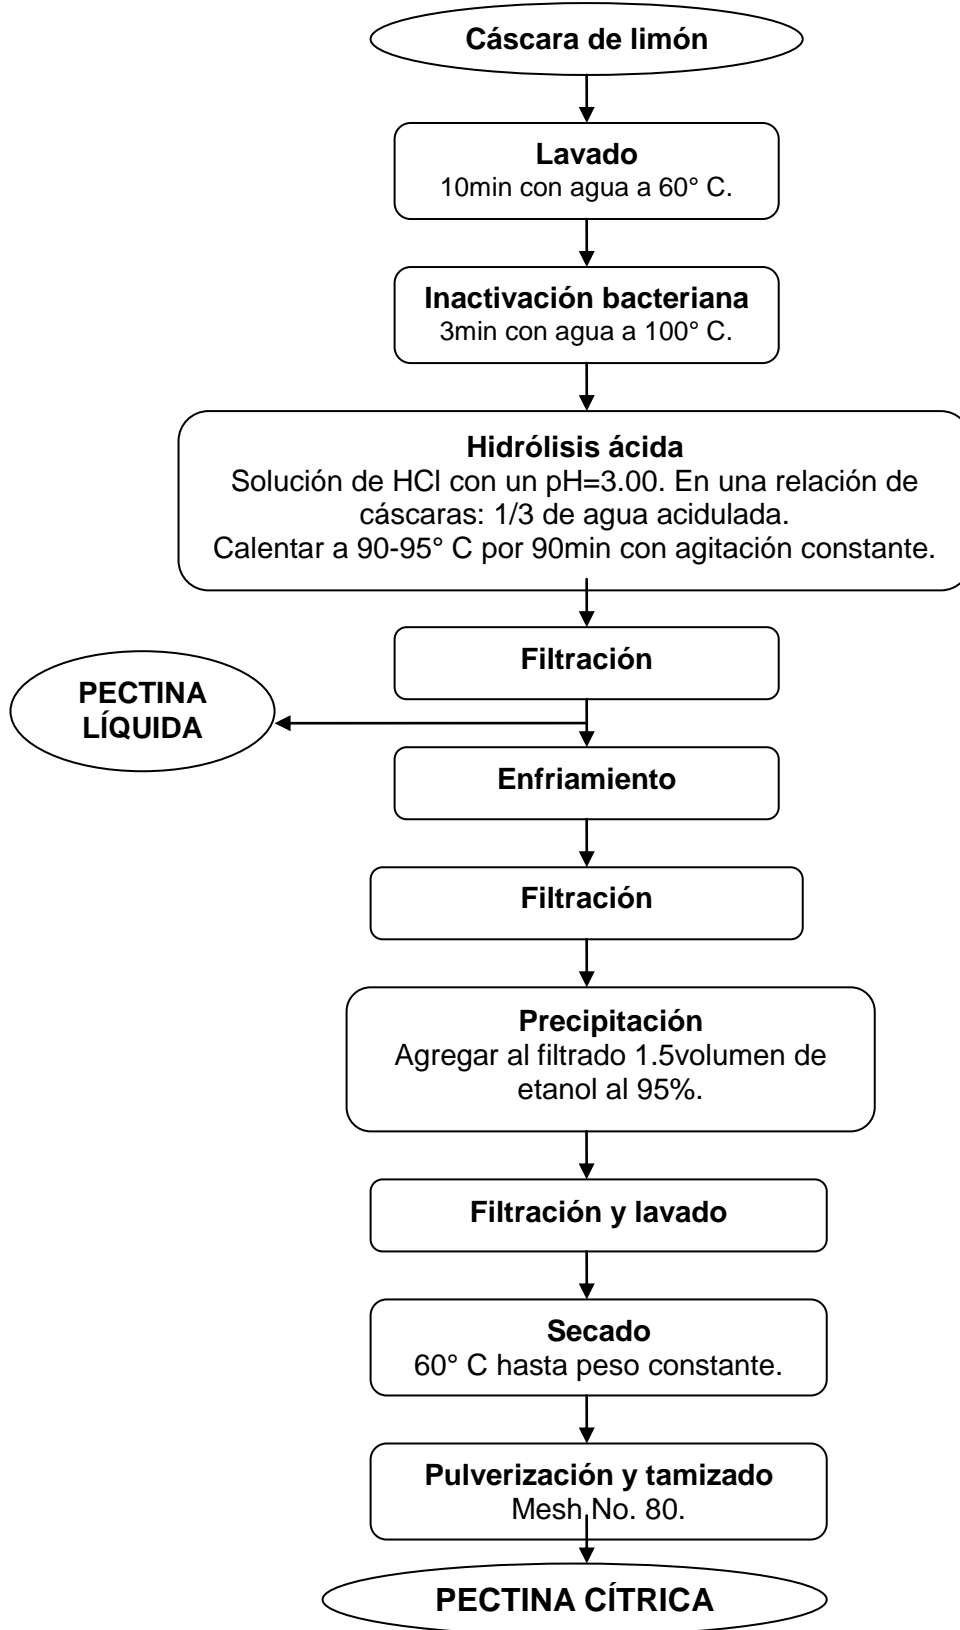 Cáscara de limón
Lavado
10min con agua a 60° C.
Inactivación bacteriana
3min con agua a 100° C.
Hidrólisis ácida
Solución de HCl con un pH=3.00. En una relación de
cáscaras: 1/3 de agua acidulada.
Calentar a 90-95° C por 90min con agitación constante.
Filtración
PECTINA
LÍQUIDA
Enfriamiento
Filtración
Precipitación
Agregar al filtrado 1.5volumen de
etanol al 95%.
Filtración y lavado
Secado
60° C hasta peso constante.
Pulverización y tamizado
Mesh No. 80.
PECTINA CÍTRICA